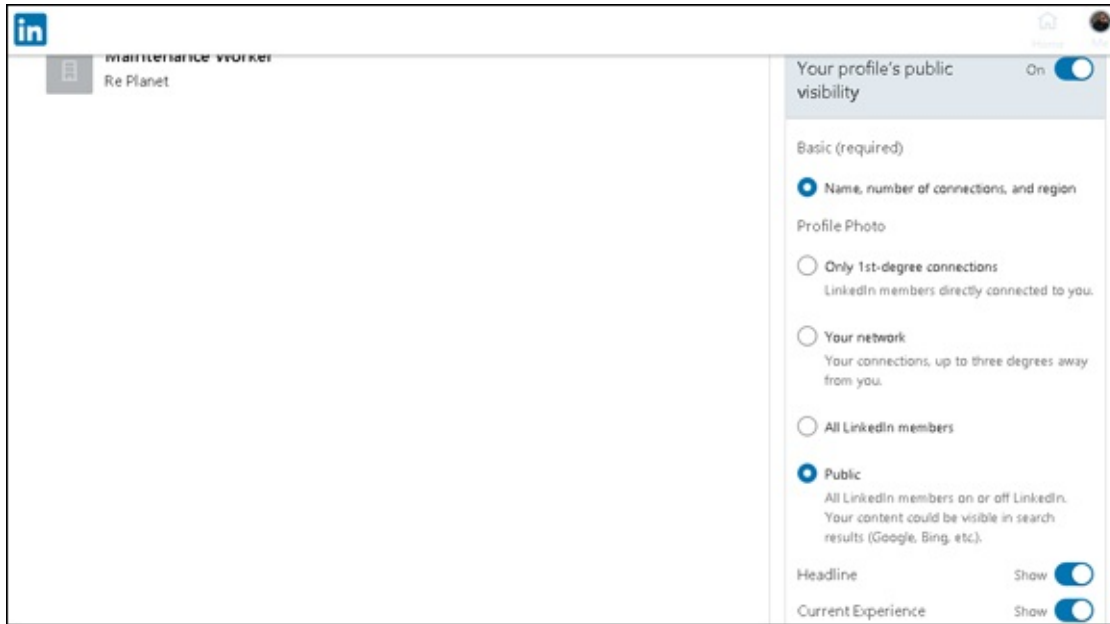 in
Home
Me
Maintenance Worker
Re Planet
Your profile's public
visibility
On
Basic (required)
Name, number of connections, and region
Profile Photo
Only 1st-degree connections
LinkedIn members directly connected to you.
Your network
Your connections, up to three degrees away
from you.
All LinkedIn members
Public
All LinkedIn members on or off LinkedIn.
Your content could be visible in search
results (Google, Bing, etc.).
Headline
Show
Current Experience
Show